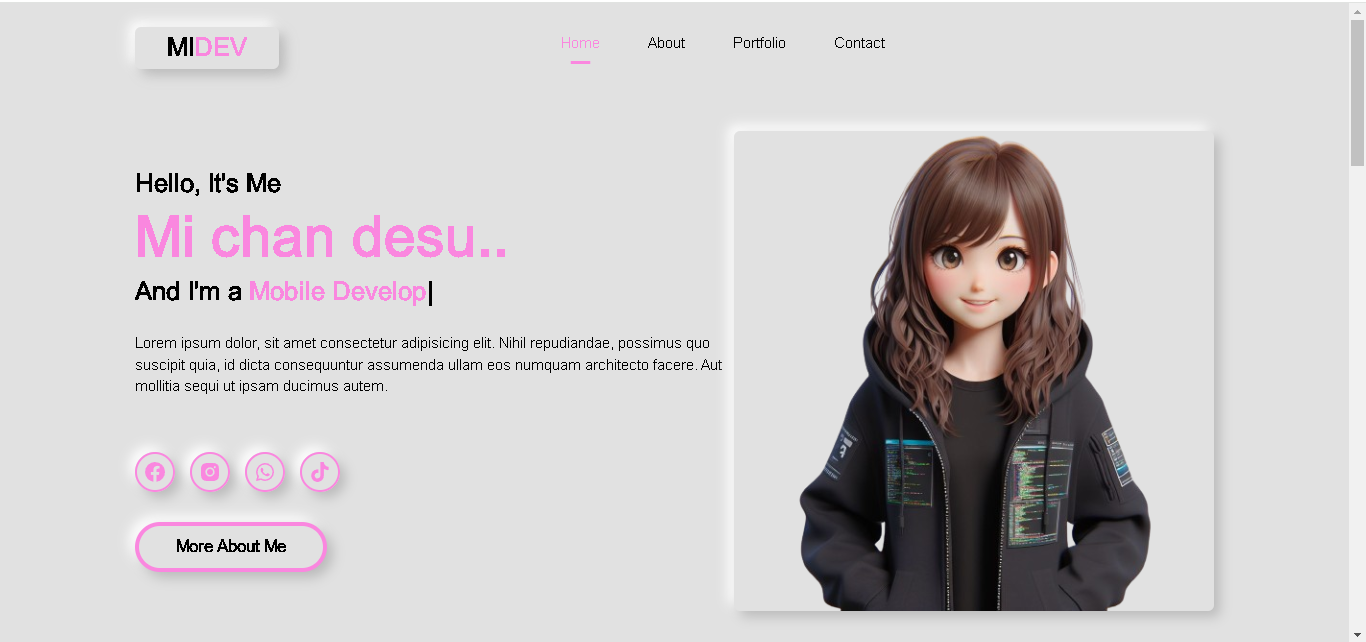 MIDEV
Home About Portfolio Contact
Hello, It's Me
Mi chan desu..
And I'm a Mobile Develop|
Lorem ipsum dolor, sit amet consectetur adipisicing elit. Nihil repudiandae, possimus quo
suscipit quia, id dicta consequuntur assumenda ullam eos numquam architecto facere. Aut
mollitia sequi ut ipsam ducimus autem.
More About Me